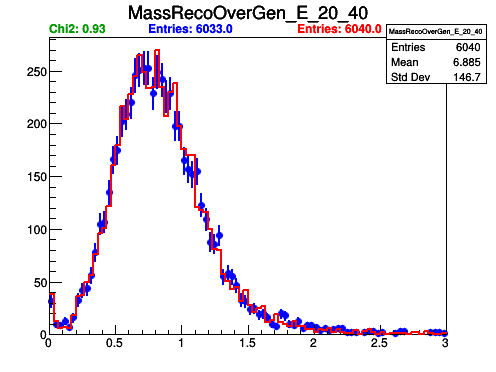 MassRecoOverGen_E_20_40
Chi2: 0.93 Entries: 6033.0 Entries: 6040.0
MassRecoOverGen_E_20_40
Entries 6040
Mean 6.885
Std Dev 146.7
250
200
150
100
50
0
0 0.5 1 1.5 2 2.5 3